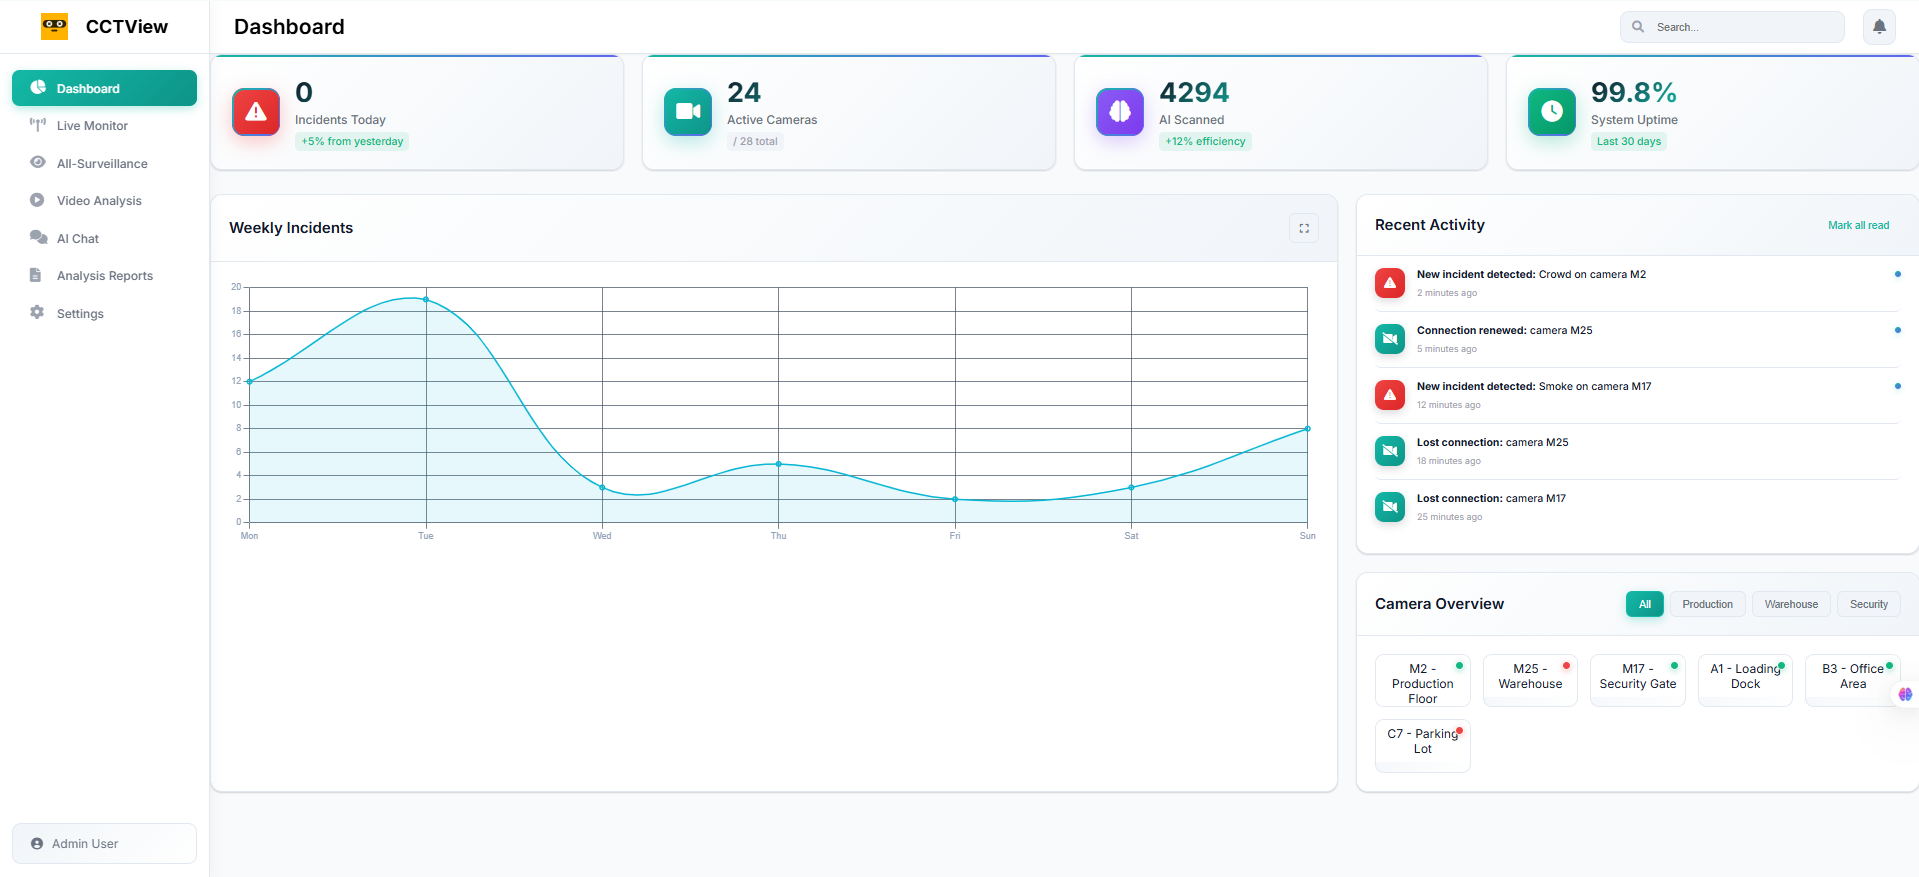 CCTView
Dashboard
Search...
Dashboard
Live Monitor
All-Surveillance
Video Analysis
AI Chat
Analysis Reports
Settings
Admin User
0
Incidents Today
+5% from yesterday
24
Active Cameras
/ 28 total
4294
AI Scanned
+12% efficiency
99.8%
System Uptime
Last 30 days
Weekly Incidents
20
18
16
14
12
10
8
6
4
2
0
Mon Tue Wed Thu Fri Sat Sun
Recent Activity
Mark all read
New incident detected: Crowd on camera M2
2 minutes ago
Connection renewed: camera M25
5 minutes ago
New incident detected: Smoke on camera M17
12 minutes ago
Lost connection: camera M25
18 minutes ago
Lost connection: camera M17
25 minutes ago
Camera Overview
All Production Warehouse Security
M2 -
Production
Floor
M25 -
Warehouse
M17 -
Security Gate
A1 - Loading
Dock
B3 - Office
Area
C7 - Parking
Lot